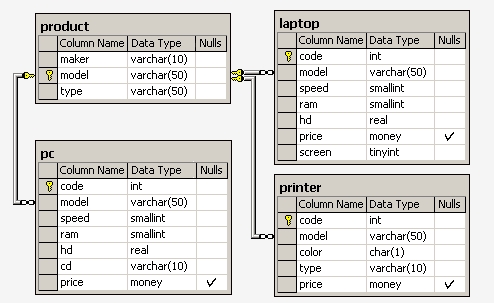 product
Column Name Data Type Nulls
maker varchar(10)
model varchar(50)
type varchar(50)
laptop
Column Name Data Type Nulls
code int
model varchar(50)
speed smallint
ram smallint
hd real
price money ✓
screen tinyint
pc
Column Name Data Type Nulls
code int
model varchar(50)
speed smallint
ram smallint
hd real
cd varchar(10)
price money ✓
printer
Column Name Data Type Nulls
code int
model varchar(50)
color char(1)
type varchar(10)
price money ✓